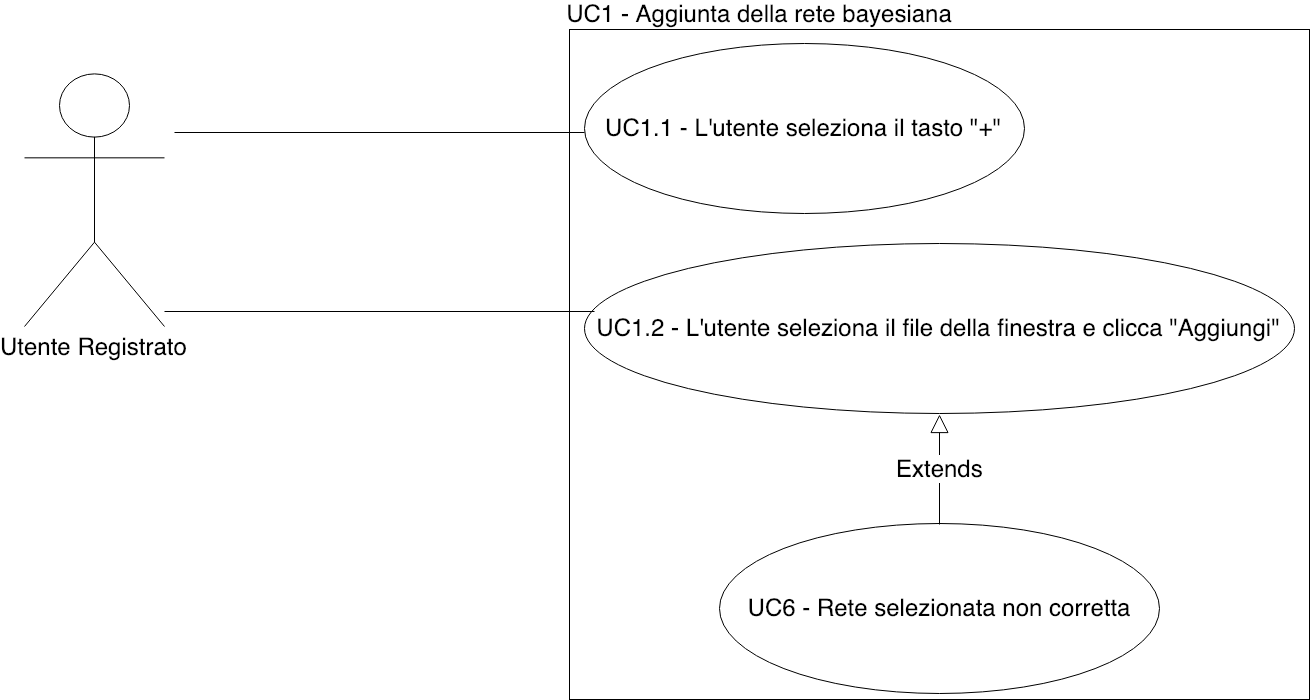 UC1 - Aggiunta della rete bayesiana
UC1.1 - L'utente seleziona il tasto "+"
UC1.2 - L'utente seleziona il file della finestra e clicca "Aggiungi"
Utente Registrato
Extends
UC6 - Rete selezionata non corretta